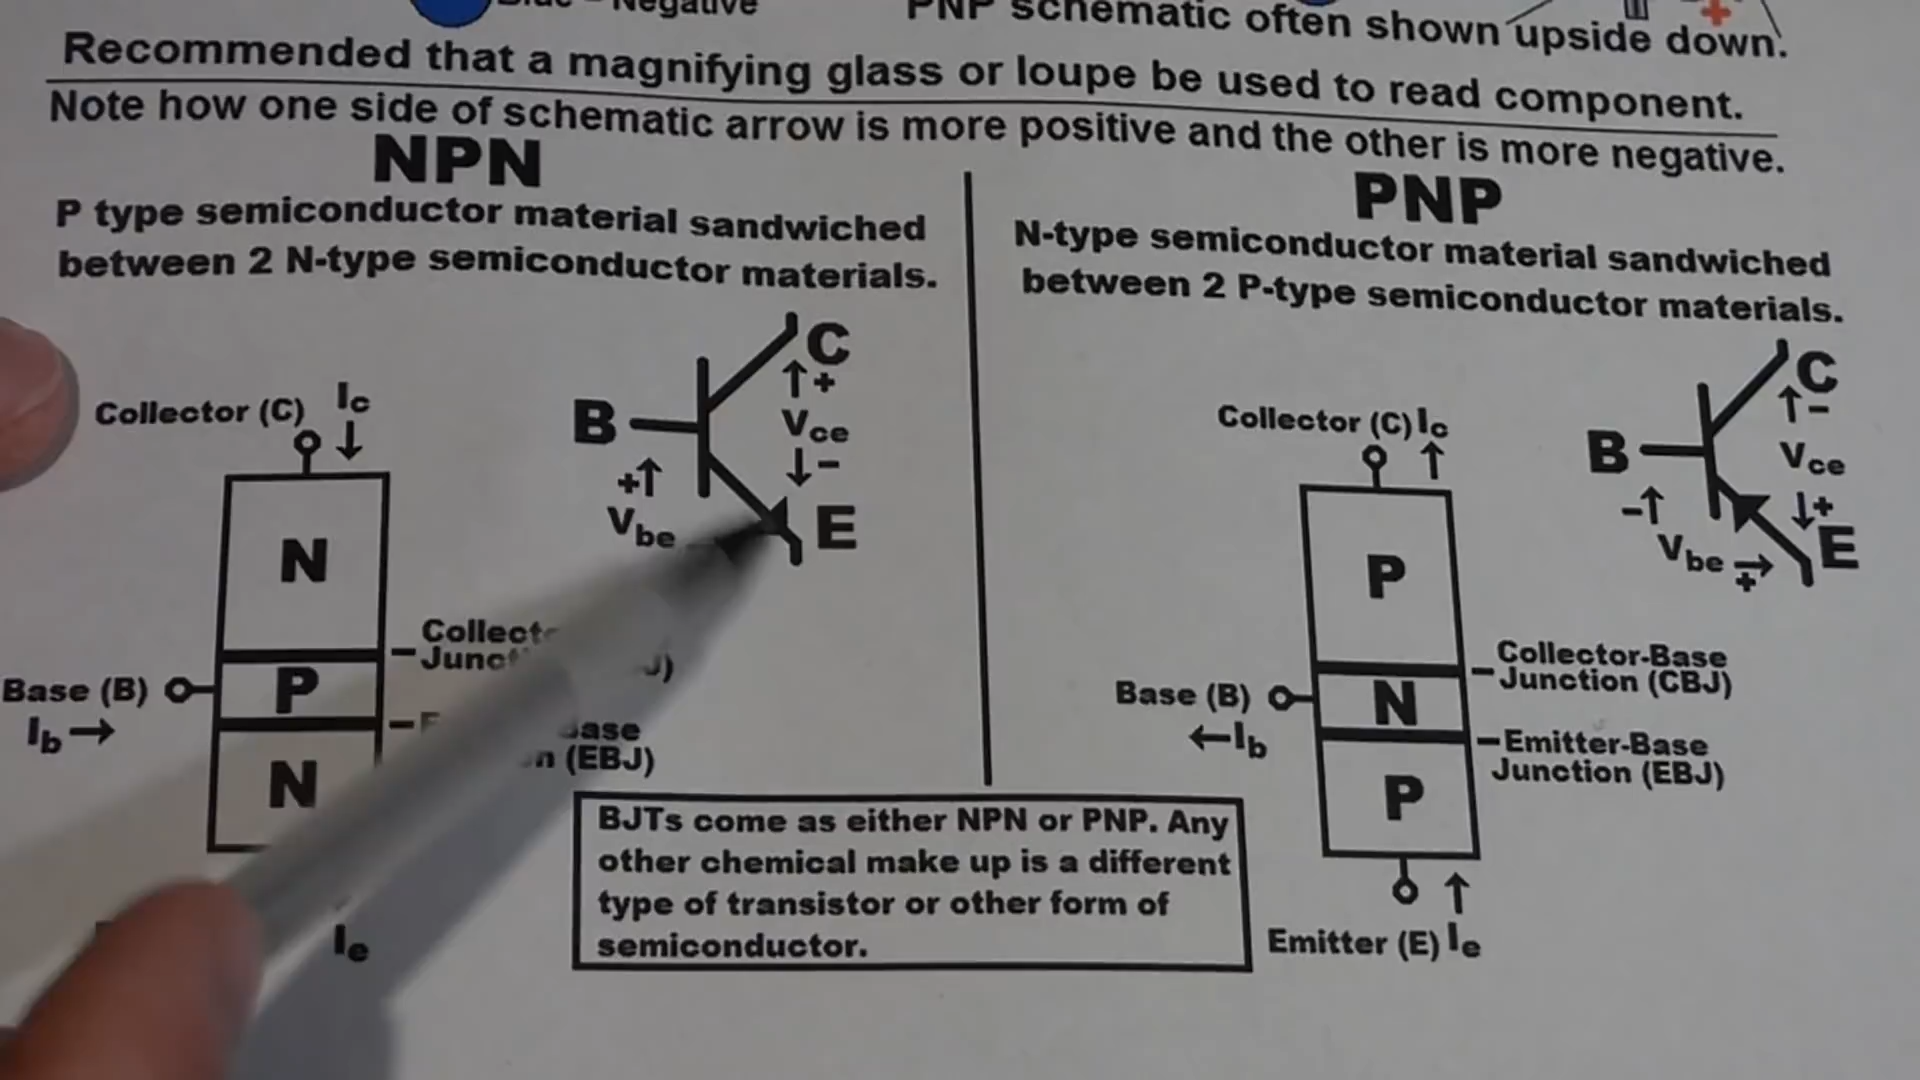 Negative
PNP schematic often shown upside down.
Recommended that a magnifying glass or loupe be used to read component.
Note how one side of schematic arrow is more positive and the other is more negative.
NPN
P type semiconductor material sandwiched
between 2 N-type semiconductor materials.
Collector (C) Ic
N
Base (B)
Ib
P
N
Ie
Junct J)
(EBJ)
B
C
+
Vce
-
E
+
Vbe
PNP
N-type semiconductor material sandwiched
between 2 P-type semiconductor materials.
Collector (C) Ic
P
Base (B)
Ib
N
P
Collector-Base
Junction (CBJ)
Emitter-Base
Junction (EBJ)
Emitter (E) Ie
B
C
-
Vce
+
E
-
Vbe
+
BJTs come as either NPN or PNP. Any
other chemical make up is a different
type of transistor or other form of
semiconductor.